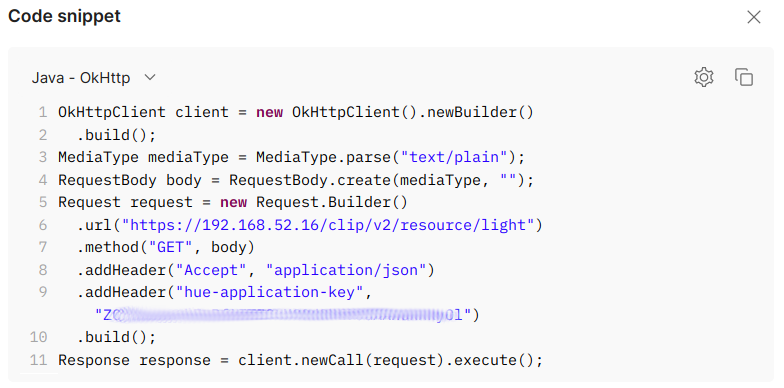 Code snippet
Java - OkHttp
1 OkHttpClient client = new OkHttpClient().newBuilder()
2 .build();
3 MediaType mediaType = MediaType.parse("text/plain");
4 RequestBody body = RequestBody.create(mediaType, "");
5 Request request = new Request.Builder()
6 .url("https://192.168.52.16/clip/v2/resource/light")
7 .method("GET", body)
8 .addHeader("Accept", "application/json")
9 .addHeader("hue-application-key",
")
10 .build();
11 Response response = client.newCall(request).execute();